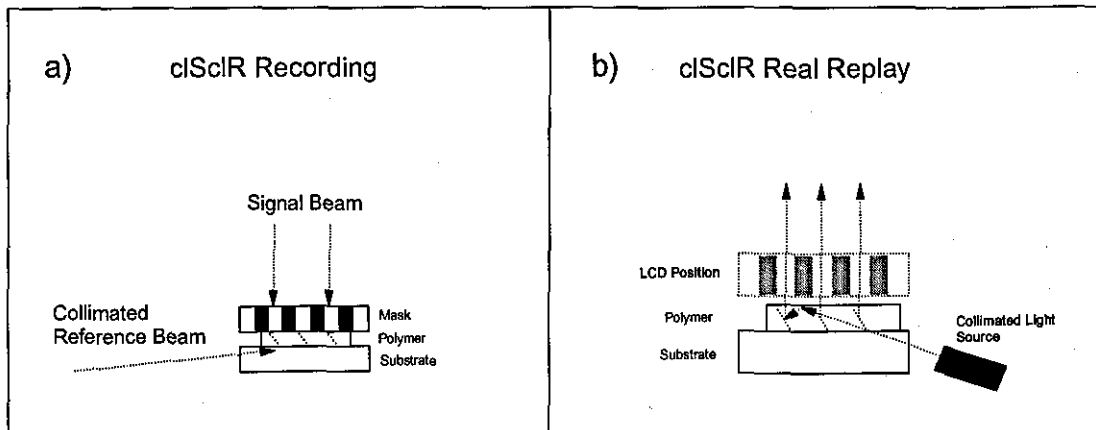 a) clSclR Recording
Signal Beam
Collimated
Reference Beam
Mask
Polymer
Substrate
b) clSclR Real Replay
LCD Position
Polymer
Substrate
Collimated Light
Source